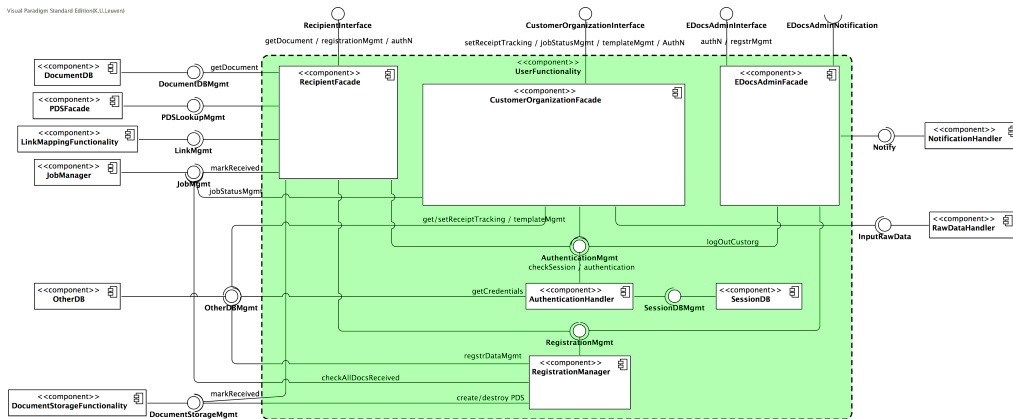 Visual Paradigm Standard Edition(K.U.Leuven)
RecipientInterface
CustomerOrganizationInterface
EDocsAdminInterface
EDocsAdminNotification
getDocument / registrationMgmt / authN
setReceiptTracking / jobStatusMgmt / templateMgmt / AuthN
authN / regstrMgmt
<<component>>
UserFunctionality
<<component>>
DocumentDB
getDocument
DocumentDBMgmt
<<component>>
RecipientFacade
<<component>>
CustomerOrganizationFacade
<<component>>
EDocsAdminFacade
<<component>>
PDSFacade
PDSLookupMgmt
<<component>>
LinkMappingFunctionality
LinkMgmt
Notify
<<component>>
NotificationHandler
<<component>>
JobManager
markReceived
JobMgmt
jobStatusMgmt
get/setReceiptTracking / templateMgmt
InputRawData
<<component>>
RawDataHandler
logOutCustorg
AuthenticationMgmt
checkSession / authentication
<<component>>
OtherDB
OtherDBMgmt
getCredentials
<<component>>
AuthenticationHandler
SessionDBMgmt
<<component>>
SessionDB
RegistrationMgmt
regstrDataMgmt
<<component>>
RegistrationManager
checkAllDocsReceived
<<component>>
DocumentStorageFunctionality
markReceived
DocumentStorageMgmt
create/destroy PDS